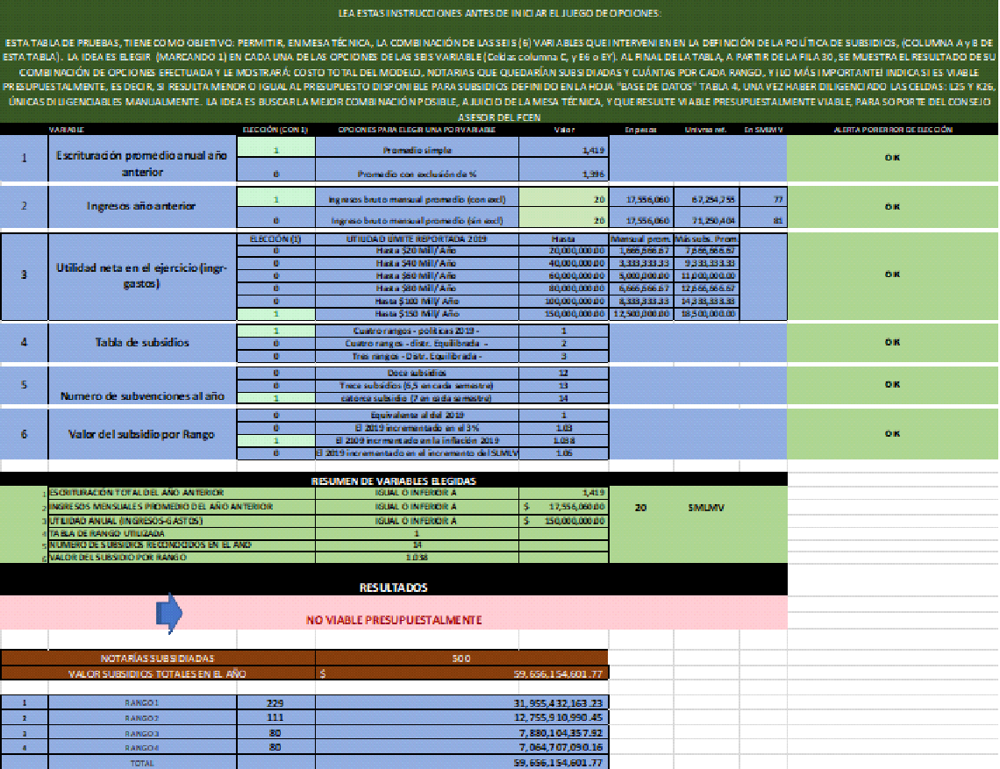 LEA ESTAS INSTRUCCIONES ANTES DE INICIAR EL JUEGO DE OPCIONES:
ESTA TABLA DE PRUEBAS, TIENE COMO OBJETIVO: PERMITIR, EN MESA TÉCNICA, LA COMBINACIÓN DE LAS SEIS (6) VARIABLES QUE INTERVIENEN EN LA DEFINCIÓN DE LA POLÍTICA DE SUBSIDIOS, (COLUMNA A y B DE
ESTA TABLA). LA IDEA ES ELEGIR (MARCANDO 1) EN CADA UNA DE LAS OPCIONES DE LAS SEIS VARIABLE (Celdas columna C, y E6 o EY). AL FINAL DE LA TABLA, A PARTIR DE LA FILA 30, SE MUESTRA EL RESULTADO DE SU
COMBINACIÓN DE OPCIONES EFECTUADA Y LE MOSTRARÁ: COSTO TOTAL DEL MODELO, NOTARIAS QUE QUEDARÍAN SUBSIDIADAS Y CUÁNTAS POR CADA RANGO, Y ¡LO MÁS IMPORTANTE! INDICA SI ES VIABLE
PRESUPUESTALMENTE, ES DECIR, SI RESULTA MENOR O IGUAL AL PRESUPUESTO DISPONIBLE PARA SUBSIDIOS DEFINIDO EN LA HOJA "BASE DE DATOS" TABLA 4, UNA VEZ HABER DILIGENCIADO LAS CELDAS: L25 Y K26,
ÚNICAS DILIGENCIABLES MANUALMENTE. LA IDEA ES BUSCAR LA MEJOR COMBINACIÓN POSIBLE, A JUICIO DE LA MESA TÉCNICA, Y QUE RESULTE VIABLE PRESUPUESTALMENTE VIABLE, PARA SOPORTE DEL CONSEJO
ASESOR DEL FCEN
VARIABLE ELECCIÓN (CON 1) OPCIONES PARA ELEGIR UNA POR VARIABLE Valor En pesos Universo ref. En SMLMV ALERTA POR ERROR DE ELECCIÓN
1 Escrituración promedio anual año anterior 1 Promedio simple 1,419 OK
0 Promedio con exclusión de % 1,396
2 Ingresos año anterior 1 Ingresos bruto mensual promedio (con excl) 20 17,556,060 67,254,755 77 OK
0 Ingreso bruto mensual promedio (sin excl) 20 17,556,060 71,250,404 81
ELECCIÓN (1) UTILIDAD LÍMITE REPORTADA 2019 Hasta Mensual prom. Más subs. Prom
3 Utilidad neta en el ejercicio (ingr-gastos) 0 Hasta $20 Mill/ Año 20,000,000.00 1,666,666.67 7,666,666.67 OK
0 Hasta $40 Mill/ Año 40,000,000.00 3,333,333.33 9,333,333.33
0 Hasta $60 Mill/ Año 60,000,000.00 5,000,000.00 11,000,000.00
0 Hasta $80 Mill/ Año 80,000,000.00 6,666,666.67 12,666,666.67
0 Hasta $100 Mill/ Año 100,000,000.00 8,333,333.33 14,333,333.33
1 Hasta $150 Mill/ Año 150,000,000.00 12,500,000.00 18,500,000.00
4 Tabla de subsidios 1 Cuatro rangos - políticas 2019 - 1 OK
0 Cuatro rangos - distr. Equilibrada - 2
0 Tres rangos - Distr. Equilibrada - 3
5 Numero de subvenciones al año 0 Doce subsidios 12 OK
0 Trece subsidios (6,5 en cada semestre) 13
1 catorce subsidio (7 en cada semestre) 14
6 Valor del subsidio por Rango 0 Equivalente al del 2019 1 OK
0 El 2019 incrementado en el 3% 1.03
1 El 2109 incrmentado en la inflación 2019 1.038
0 El 2019 incrementado en el incremento del SLMLV 1.06
RESUMEN DE VARIABLES ELEGIDAS
1 ESCRITURACIÓN TOTAL DEL AÑO ANTERIOR IGUAL O INFERIOR A 1,419
2 INGRESOS MENSUALES PROMEDIO DEL AÑO ANTERIOR IGUAL O INFERIOR A $ 17,556,060.00 20 SMLMV
3 UTILIDAD ANUAL (INGRESOS-GASTOS) IGUAL O INFERIOR A $ 150,000,000.00
4 TABLA DE RANGO UTILIZADA 1
5 NUMERO DE SUBSIDIOS RECONOCIDOS EN EL AÑO 14
6 VALOR DEL SUBSIDIO POR RANGO 1.038
RESULTADOS
NO VIABLE PRESUPUESTALMENTE
NOTARÍAS SUBSIDIADAS 500
VALOR SUBSIDIOS TOTALES EN EL AÑO $ 59,656,154,601.77
1 RANGO 1 229 31,955,432,163.23
2 RANGO 2 111 12,755,910,990.45
3 RANGO 3 80 7,880,104,357.92
4 RANGO 4 80 7,064,707,090.16
TOTAL 59,656,154,601.77